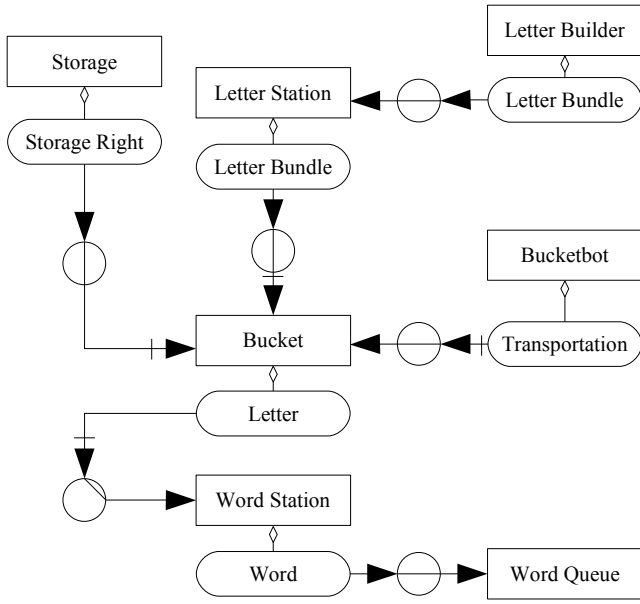 Letter Builder
Storage
Letter Station
Letter Bundle
Storage Right
Letter Bundle
Bucketbot
Bucket
Transportation
Letter
Word Station
Word
Word Queue